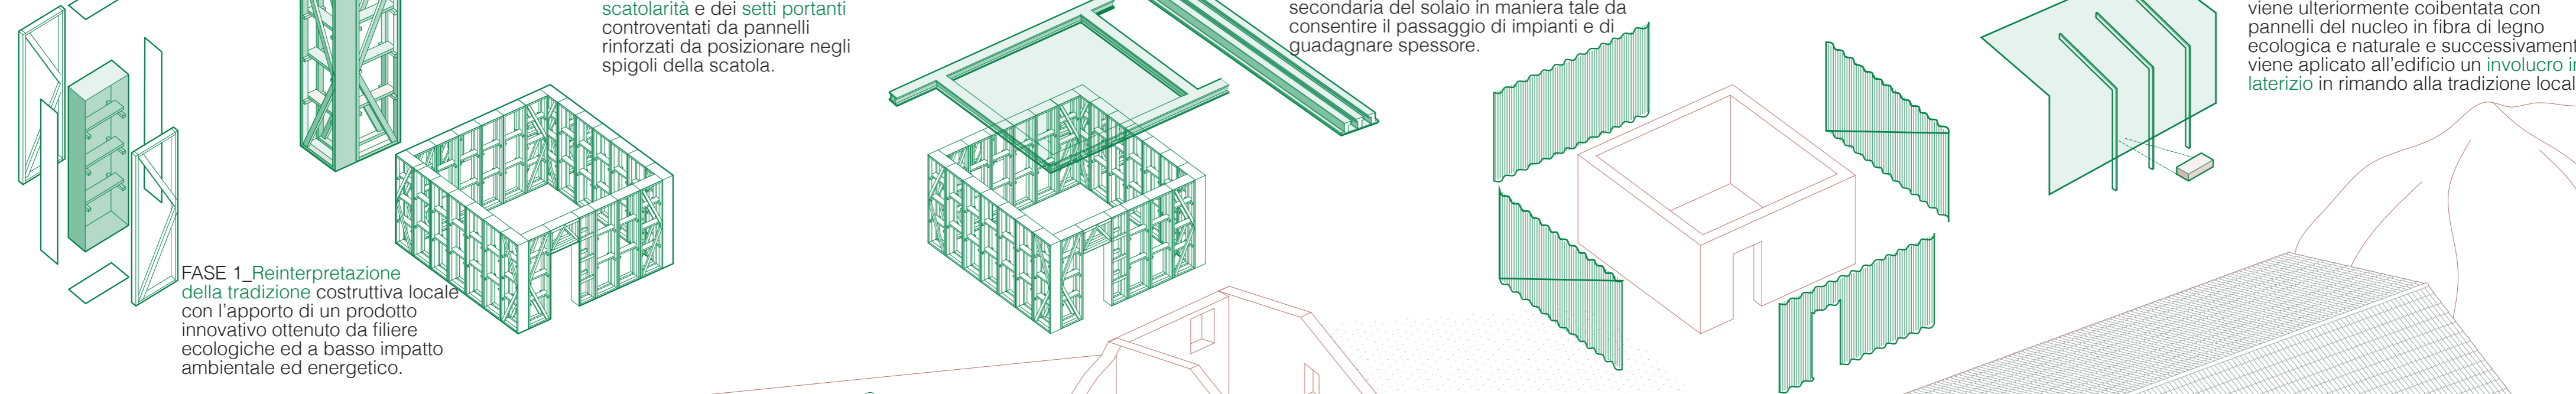 FASE 1_Reinterpretazione
della tradizione costruttiva locale
con l'apporto di un prodotto
innovativo ottenuto da filiere
ecologiche ed a basso impatto
ambientale ed energetico.
scatolarità e dei setti portanti
controventati da pannelli
rinforzati da posizionare negli
spigoli della scatola.
secondaria del solaio in maniera tale da
consentire il passaggio di impianti e di
guadagnare spessore.
viene ulteriormente coibentata con
pannelli del nucleo in fibra di legno
ecologica e naturale e successivament
viene aplicato all'edificio un involucro in
laterizio in rimando alla tradizione local